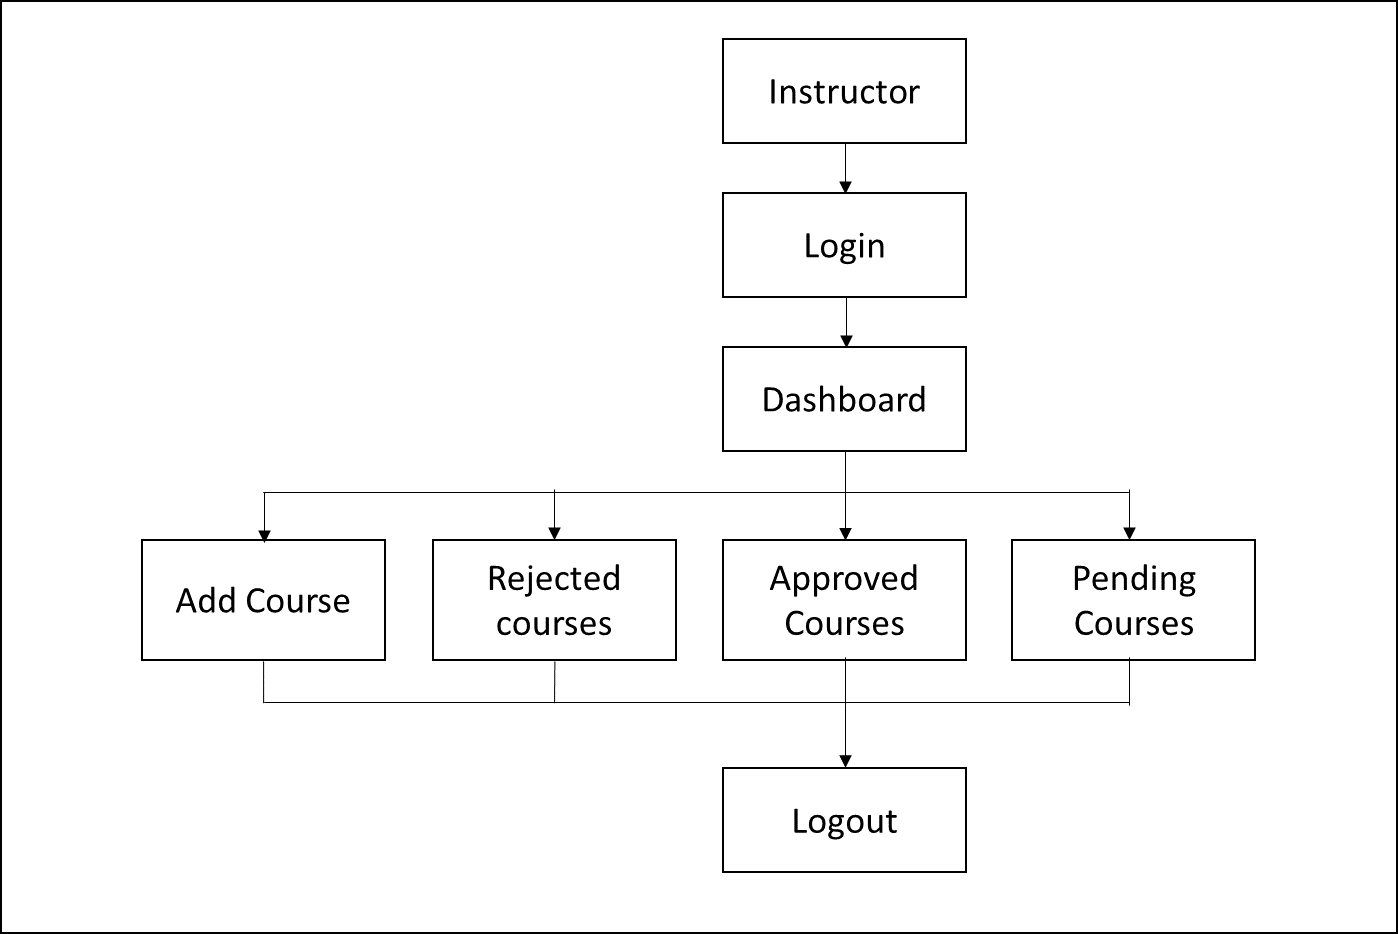 Instructor
Login
Dashboard
Add Course
Rejected
courses
Approved
Courses
Pending
Courses
Logout